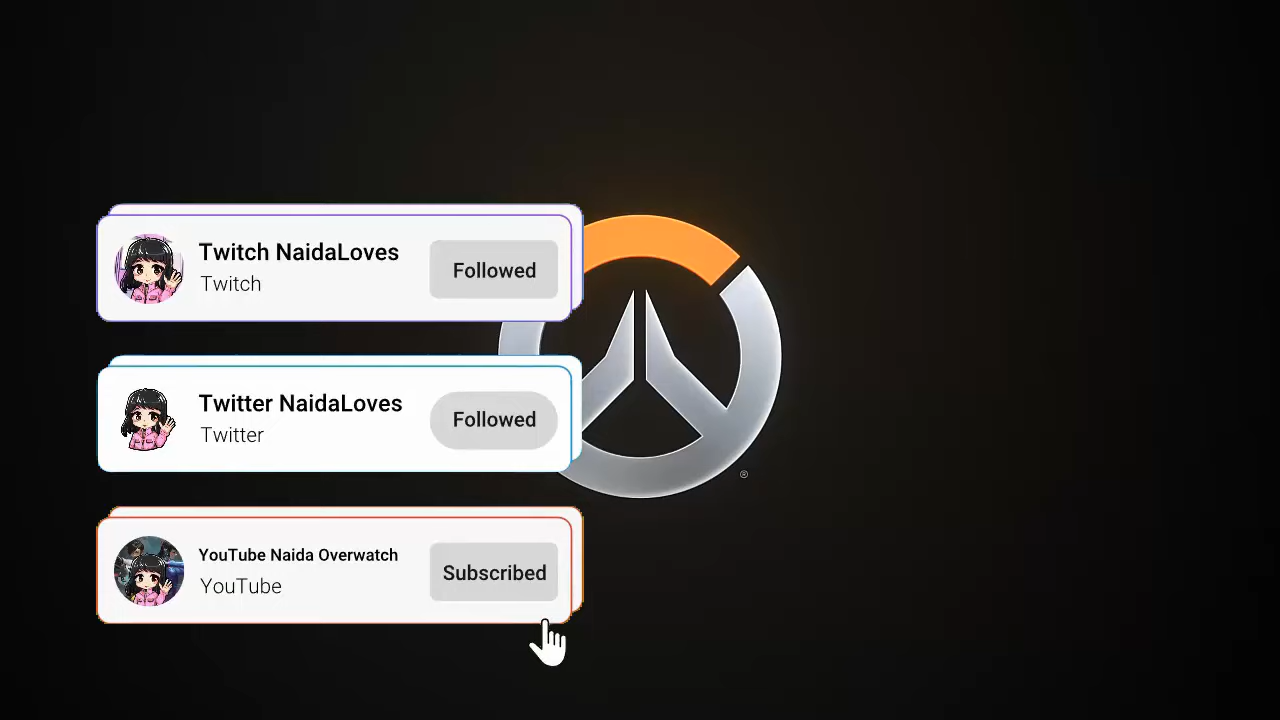 Twitch NaidaLoves
Twitch
Followed
Twitter NaidaLoves
Twitter
Followed
YouTube Naida Overwatch
YouTube
Subscribed
®